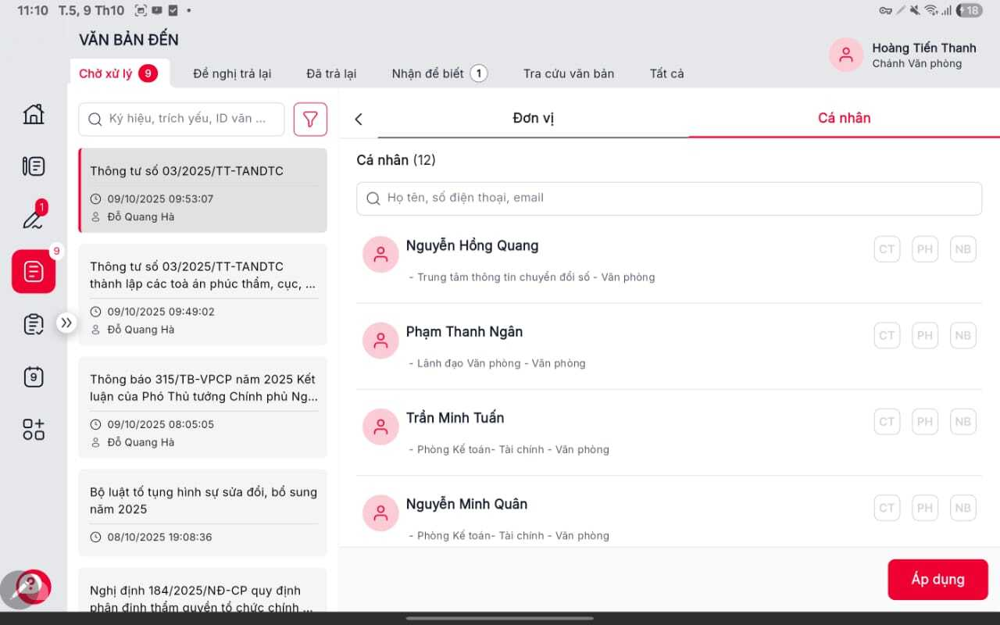 11:10 T.5, 9 Th10
18
VĂN BẢN ĐẾN
Hoàng Tiến Thanh
Chánh Văn phòng
Chờ xử lý 9
Đề nghị trả lại
Đã trả lại
Nhận để biết 1
Tra cứu văn bản
Tất cả
1
9
9
Ký hiệu, trích yếu, ID văn ...
Thông tư số 03/2025/TT-TANDTC
09/10/2025 09:53:07
Đỗ Quang Hà
Thông tư số 03/2025/TT-TANDTC
thành lập các toà án phúc thẩm, cục, ...
09/10/2025 09:49:02
Đỗ Quang Hà
Thông báo 315/TB-VPCP năm 2025 Kết
luận của Phó Thủ tướng Chính phủ Ng...
09/10/2025 08:05:05
Đỗ Quang Hà
Bộ luật tố tụng hình sự sửa đổi, bổ sung
năm 2025
08/10/2025 19:08:36
Nghị định 184/2025/NĐ-CP quy định
phân định thẩm quyền tổ chức chính ...
Đơn vị
Cá nhân
Cá nhân (12)
Họ tên, số điện thoại, email
Nguyễn Hồng Quang
- Trung tâm thông tin chuyển đổi số - Văn phòng
CT PH NB
Phạm Thanh Ngân
- Lãnh đạo Văn phòng - Văn phòng
CT PH NB
Trần Minh Tuấn
- Phòng Kế toán- Tài chính - Văn phòng
CT PH NB
Nguyễn Minh Quân
- Phòng Kế toán- Tài chính - Văn phòng
CT PH NB
Áp dụng
?